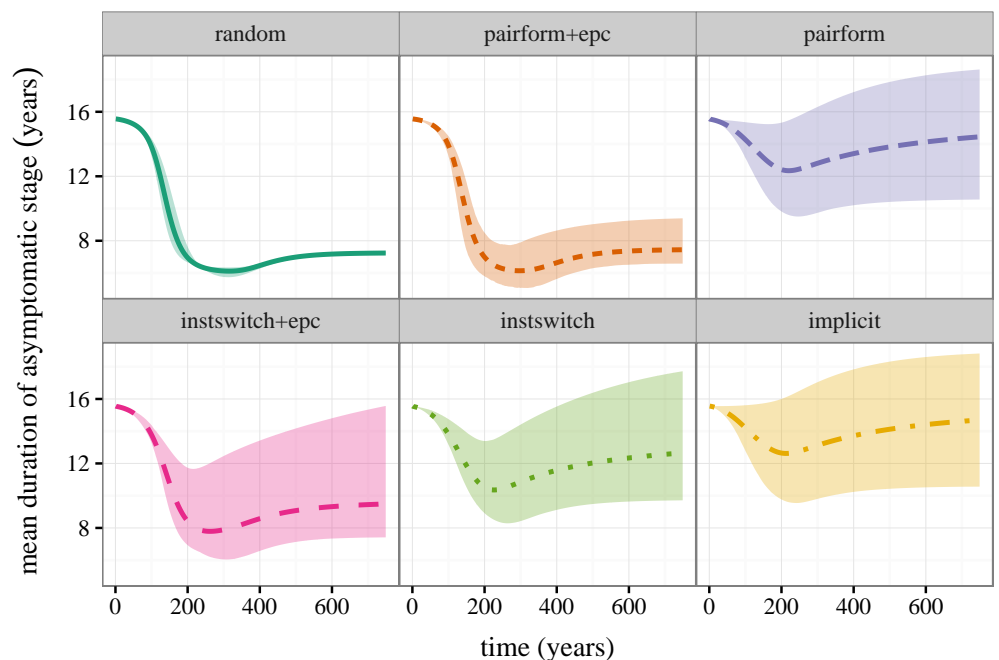 random
pairform+epc
pairform
16
12
8
instswitch+epc
instswitch
implicit
16
12
8
0
200
400
600
0
200
400
600
0
200
400
600
time (years)
mean duration of asymptomatic stage (years)